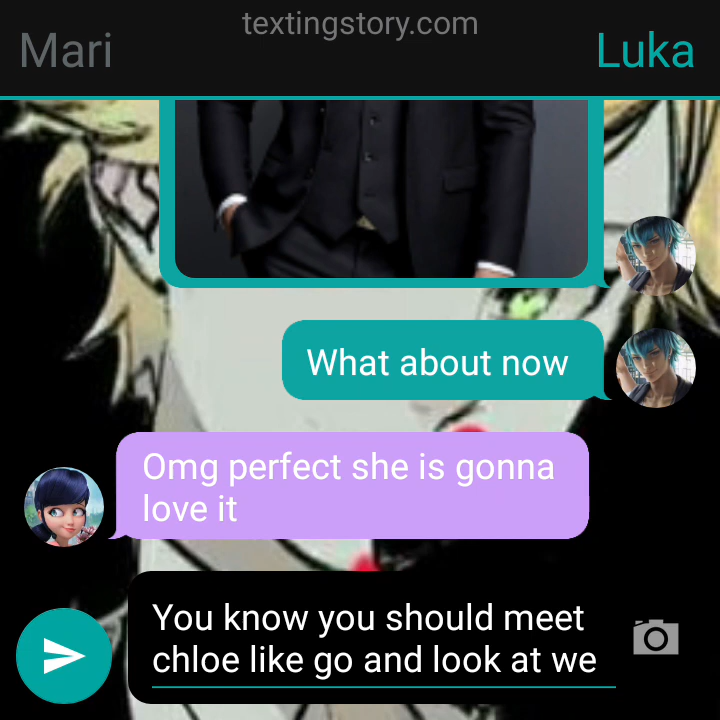 textingstory.com
Mari
Luka
What about now
Omg perfect she is gonna
love it
You know you should meet
chloe like go and look at we